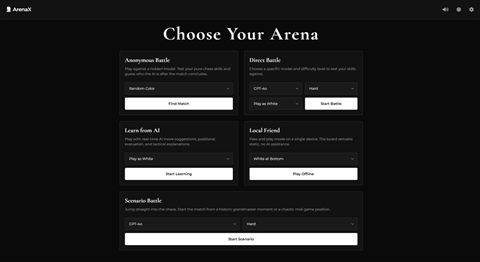 ArenaX
Choose Your Arena
Anonymous Battle
Play against a hidden model. Test your pure chess skills and
guess who the AI is after the match concludes.
Random Color
Find Match
Direct Battle
Choose a specific model and difficulty level to test your skills
against.
GPT-4o
Hard
Play as White
Start Battle
Learn from AI
Play with real-time AI move suggestions, positional
evaluation, and tactical explanations.
Play as White
Start Learning
Local Friend
Pass and play mode on a single device. The board remains
static, no AI assistance.
White at Bottom
Play Offline
Scenario Battle
Jump straight into the chaos. Start the match from a historic grandmaster moment or a chaotic mid-game position.
GPT-4o
Hard
Start Scenario